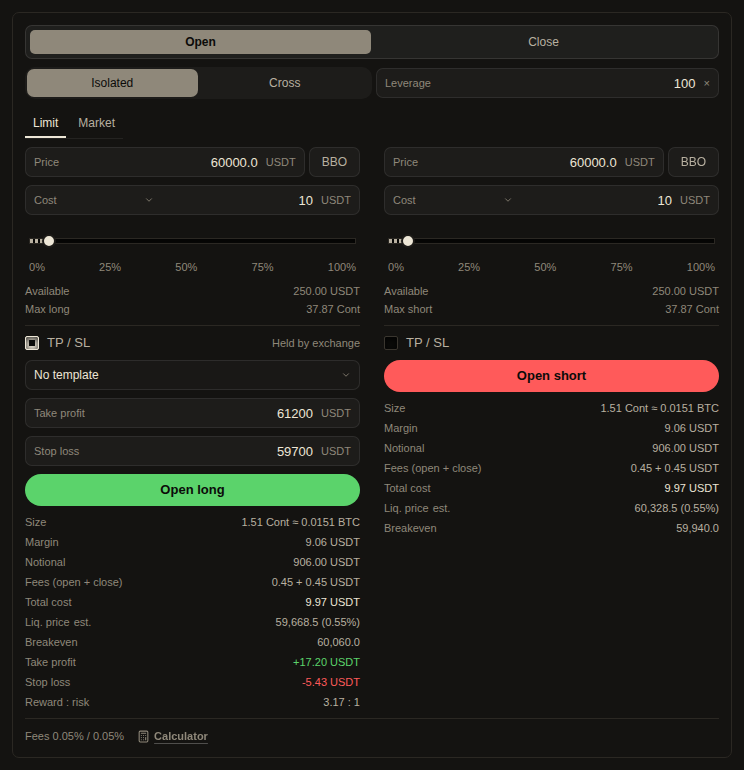 Open Close
Isolated Cross Leverage 100 ×
Limit Market
Price 60000.0 USDT BBO
Cost 10 USDT
0% 25% 50% 75% 100%
Available 250.00 USDT
Max long 37.87 Cont
TP / SL Held by exchange
No template
Take profit 61200 USDT
Stop loss 59700 USDT
Open long
Size 1.51 Cont ≈ 0.0151 BTC
Margin 9.06 USDT
Notional 906.00 USDT
Fees (open + close) 0.45 + 0.45 USDT
Total cost 9.97 USDT
Liq. price est. 59,668.5 (0.55%)
Breakeven 60,060.0
Take profit +17.20 USDT
Stop loss -5.43 USDT
Reward : risk 3.17 : 1
Price 60000.0 USDT BBO
Cost 10 USDT
0% 25% 50% 75% 100%
Available 250.00 USDT
Max short 37.87 Cont
TP / SL
Open short
Size 1.51 Cont ≈ 0.0151 BTC
Margin 9.06 USDT
Notional 906.00 USDT
Fees (open + close) 0.45 + 0.45 USDT
Total cost 9.97 USDT
Liq. price est. 60,328.5 (0.55%)
Breakeven 59,940.0
Fees 0.05% / 0.05% Calculator